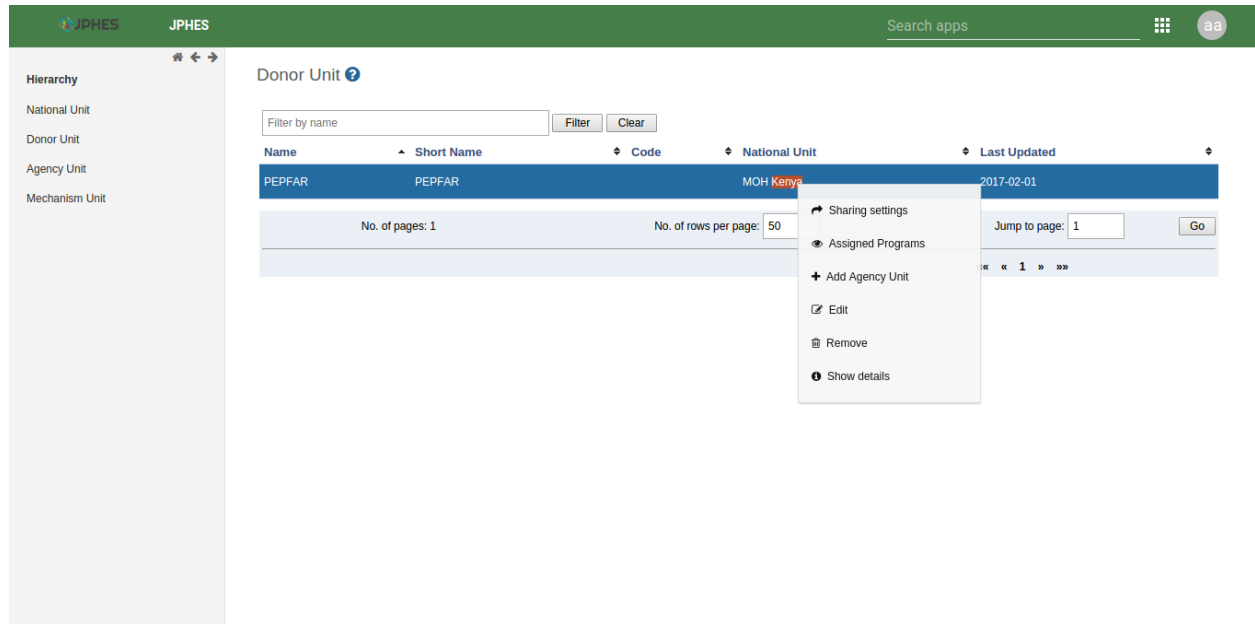 JPHES JPHES Search apps aa
Hierarchy
National Unit
Donor Unit
Agency Unit
Mechanism Unit
Donor Unit ?
Filter by name Filter Clear
Name Short Name Code National Unit Last Updated
PEPFAR PEPFAR MOH Kenya 2017-02-01
No. of pages: 1 No. of rows per page: 50 Jump to page: 1 Go
«« « 1 » »»
Sharing settings
Assigned Programs
Add Agency Unit
Edit
Remove
Show details